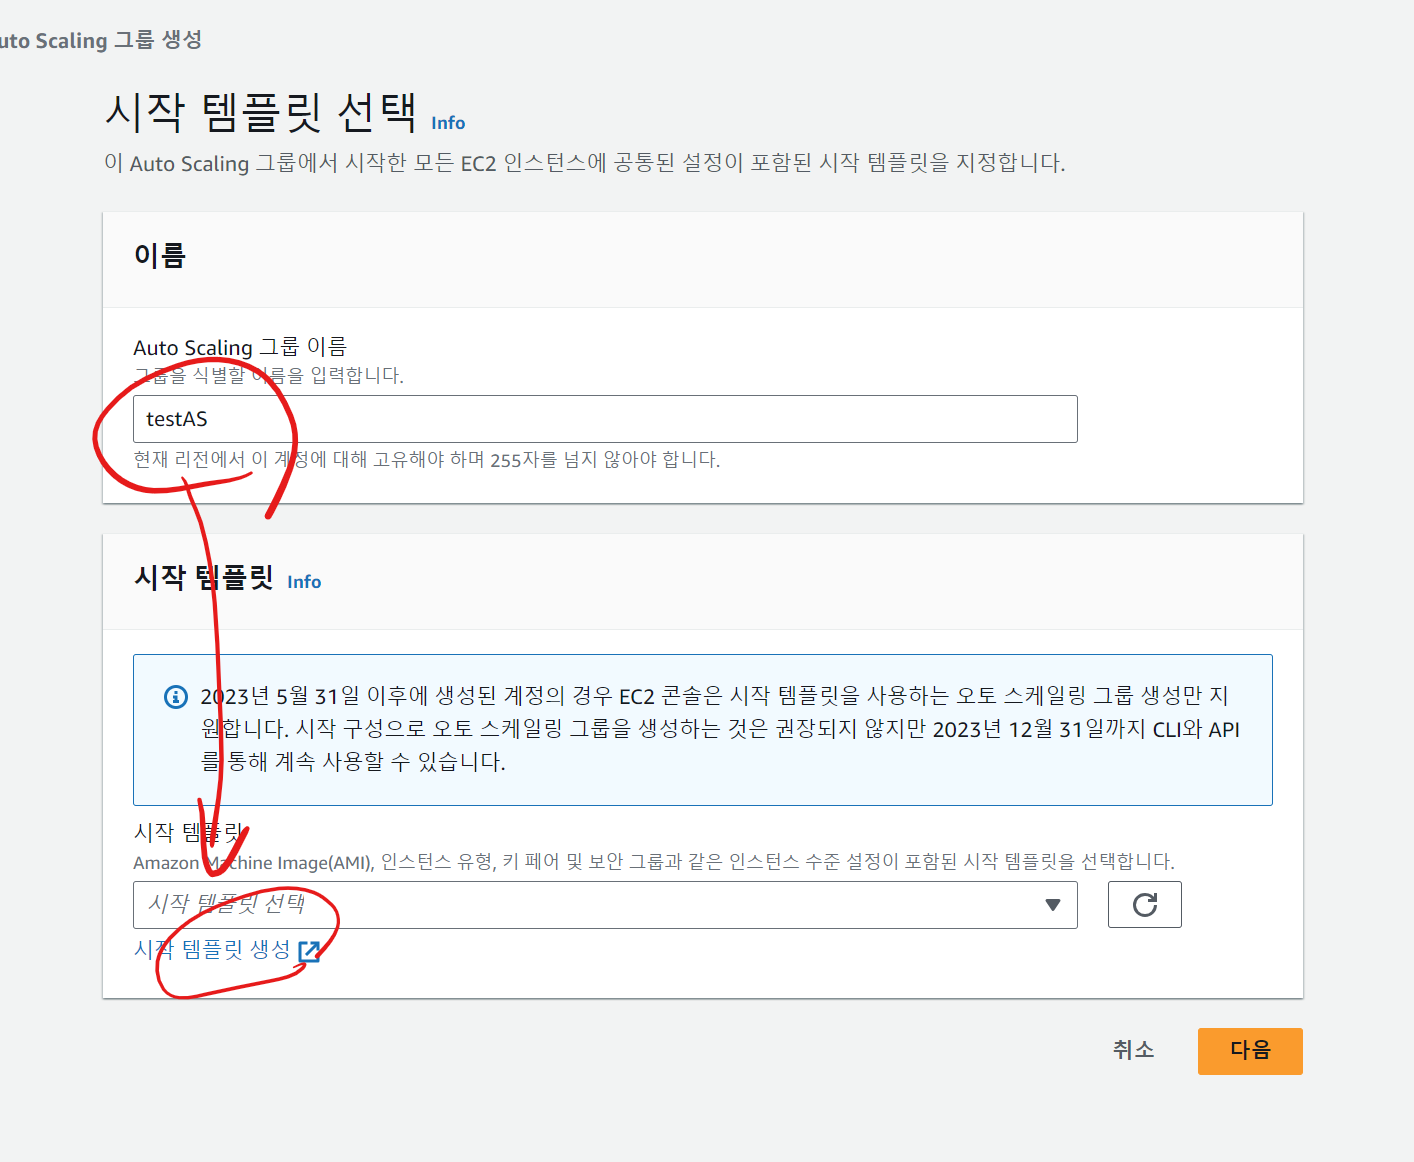 uto Scaling 그룹 생성
시작 템플릿 선택 Info
이 Auto Scaling 그룹에서 시작한 모든 EC2 인스턴스에 공통된 설정이 포함된 시작 템플릿을 지정합니다.
이름
Auto Scaling 그룹 이름
그룹을 식별할 이름을 입력합니다.
testAS
현재 리전에서 이 계정에 대해 고유해야 하며 255자를 넘지 않아야 합니다.
시작 템플릿 Info
2023년 5월 31일 이후에 생성된 계정의 경우 EC2 콘솔은 시작 템플릿을 사용하는 오토 스케일링 그룹 생성만 지
원합니다. 시작 구성으로 오토 스케일링 그룹을 생성하는 것은 권장되지 않지만 2023년 12월 31일까지 CLI와 API
를 통해 계속 사용할 수 있습니다.
시작 템플릿
Amazon Machine Image(AMI), 인스턴스 유형, 키 페어 및 보안 그룹과 같은 인스턴스 수준 설정이 포함된 시작 템플릿을 선택합니다.
시작 템플릿 선택
시작 템플릿 생성
취소 다음